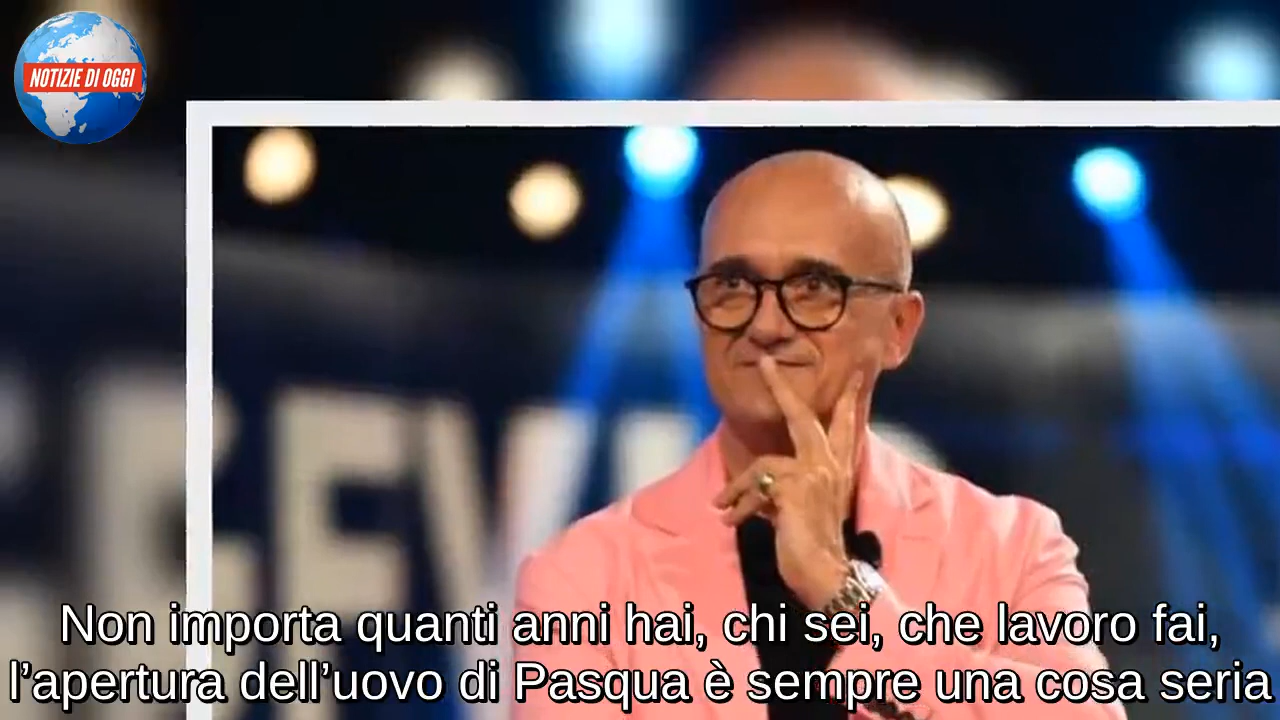 NOTIZIE DI OGGI
Non importa quanti anni hai, chi sei, che lavoro fai,
l’apertura dell’uovo di Pasqua è sempre una cosa seria